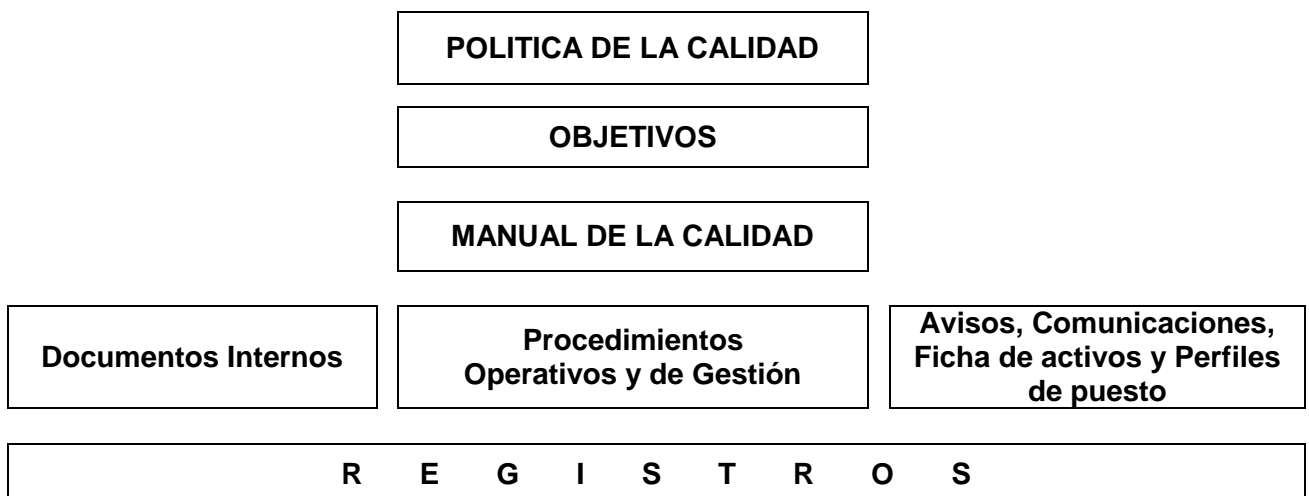 POLITICA DE LA CALIDAD
OBJETIVOS
MANUAL DE LA CALIDAD
Documentos Internos
Procedimientos
Operativos y de Gestión
Avisos, Comunicaciones,
Ficha de activos y Perfiles
de puesto
R E G I S T R O S